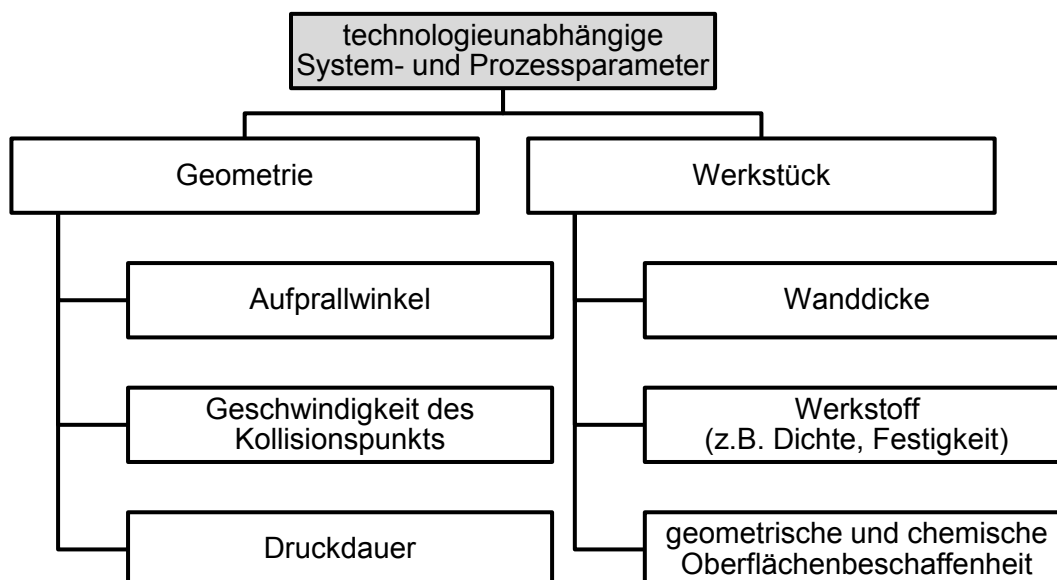 technologieunabhängige
System- und Prozessparameter
Geometrie
Werkstück
Aufprallwinkel
Wanddicke
Geschwindigkeit des
Kollisionspunkts
Werkstoff
(z.B. Dichte, Festigkeit)
Druckdauer
geometrische und chemische
Oberflächenbeschaffenheit